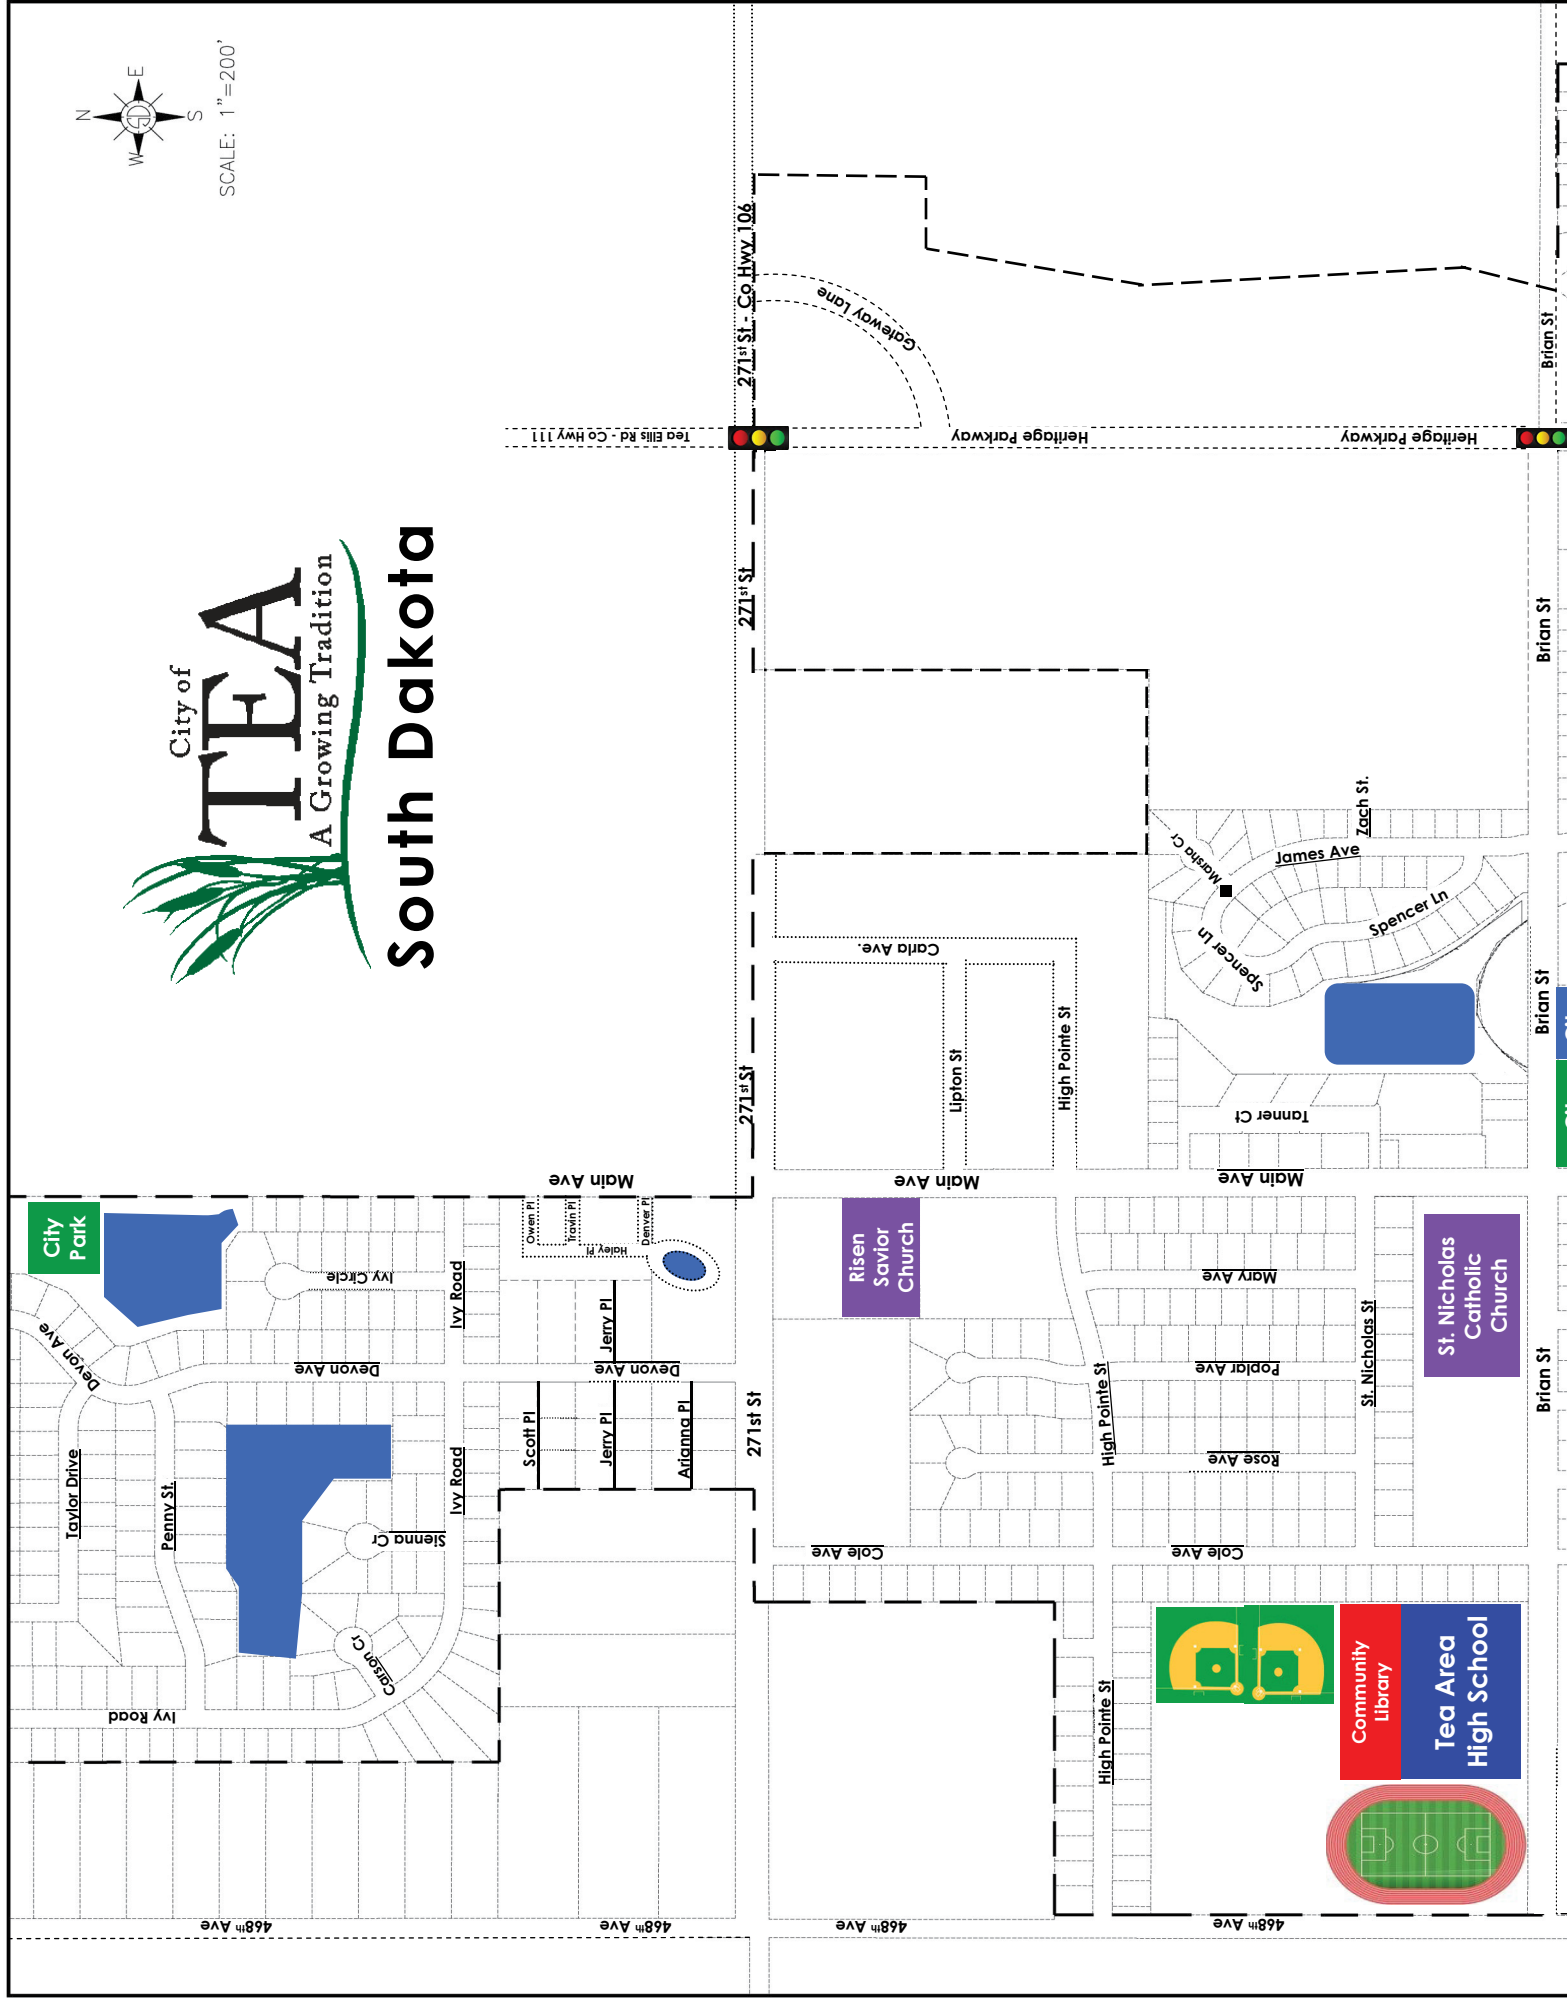 N
W
E
S
SCALE: 1"=200'
City of
TEA
A Growing Tradition
South Dakota
City
Park
Devon Ave
Devon Ave
Devon Ave
Taylor Drive
Penny St.
Ivy Circle
Ivy Road
Ivy Road
Ivy Road
Sienna Cr
Carson Cr
Owen Pl
Travin Pl
Denver Pl
Haley Pl
Jerry Pl
Scott Pl
Jerry Pl
Arianna Pl
Main Ave
468th Ave
468th Ave
468th Ave
468th Ave
271st St
271st St
271st St
271st St - Co Hwy 106
Tea Ellis Rd - Co Hwy 111
Gateway Lane
Heritage Parkway
Heritage Parkway
Carla Ave.
Lipton St
High Pointe St
Main Ave
Main Ave
Risen
Savior
Church
High Pointe St
High Pointe St
Mary Ave
Poplar Ave
Rose Ave
Cole Ave
Cole Ave
St. Nicholas St
St. Nicholas
Catholic
Church
Tanner Ct
Spencer Ln
Spencer Ln
Marsha Cr
James Ave
Zach St.
Community
Library
Tea Area
High School
Brian St
Brian St
Brian St
Brian St